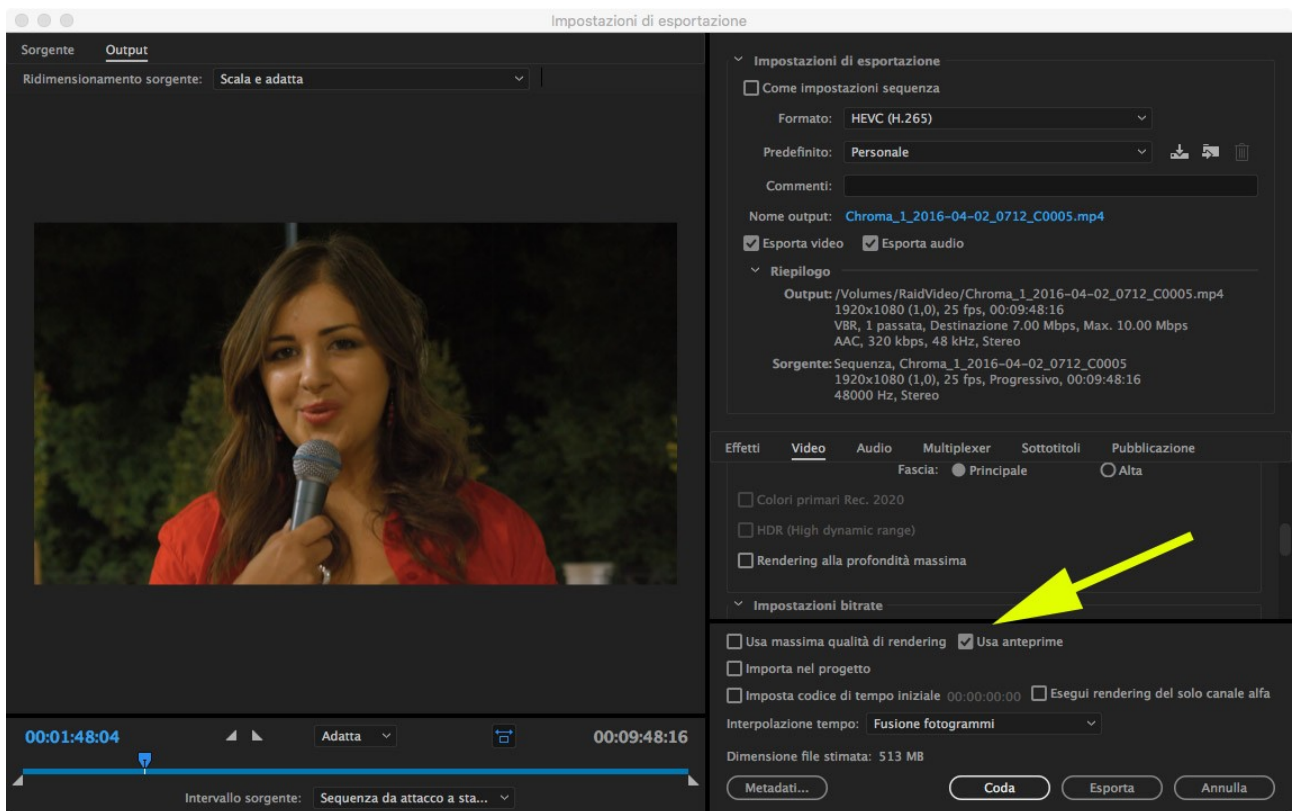 Impostazioni di esportazione
Sorgente Output
Ridimensionamento sorgente: Scala e adatta
Impostazioni di esportazione
Come impostazioni sequenza
Formato: HEVC (H.265)
Predefinito: Personale
Commenti:
Nome output: Chroma_1_2016-04-02_0712_C0005.mp4
Esporta video Esporta audio
Riepilogo
Output: /Volumes/RaidVideo/Chroma_1_2016-04-02_0712_C0005.mp4
1920x1080 (1,0), 25 fps, 00:09:48:16
VBR, 1 passata, Destinazione 7.00 Mbps, Max. 10.00 Mbps
AAC, 320 kbps, 48 kHz, Stereo
Sorgente: Sequenza, Chroma_1_2016-04-02_0712_C0005
1920x1080 (1,0), 25 fps, Progressivo, 00:09:48:16
48000 Hz, Stereo
Effetti Video Audio Multiplexer Sottotitoli Pubblicazione
Fascia: Principale Alta
Colori primari Rec. 2020
HDR (High dynamic range)
Rendering alla profondità massima
Impostazioni bitrate
Usa massima qualità di rendering Usa anteprime
Importa nel progetto
Imposta codice di tempo iniziale 00:00:00:00 Esegui rendering del solo canale alfa
Interpolazione tempo: Fusione fotogrammi
Dimensione file stimata: 513 MB
Metadati... Coda Esporta Annulla
00:01:48:04 Adatta 00:09:48:16
Intervallo sorgente: Sequenza da attacco a sta...